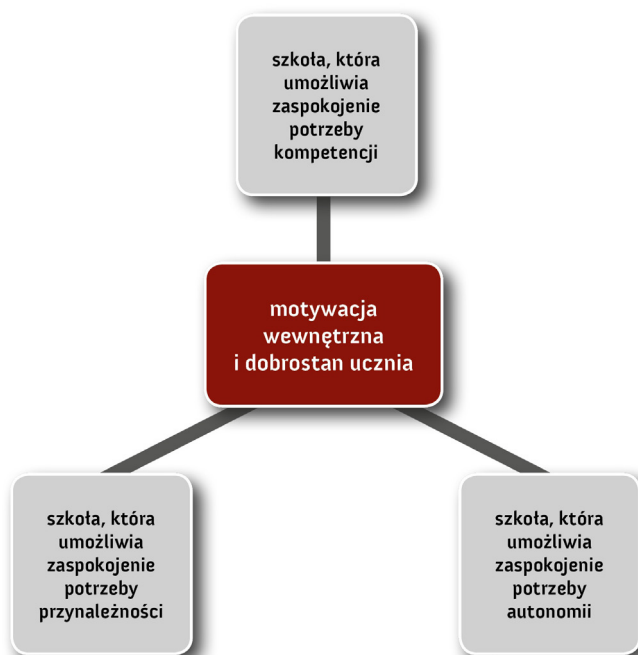 szkoła, która
umożliwia
zaspokojenie
potrzeby
kompetencji
motywacja
wewnętrzna
i dobrostan ucznia
szkoła, która
umożliwia
zaspokojenie
potrzeby
przynależności
szkoła, która
umożliwia
zaspokojenie
potrzeby
autonomii